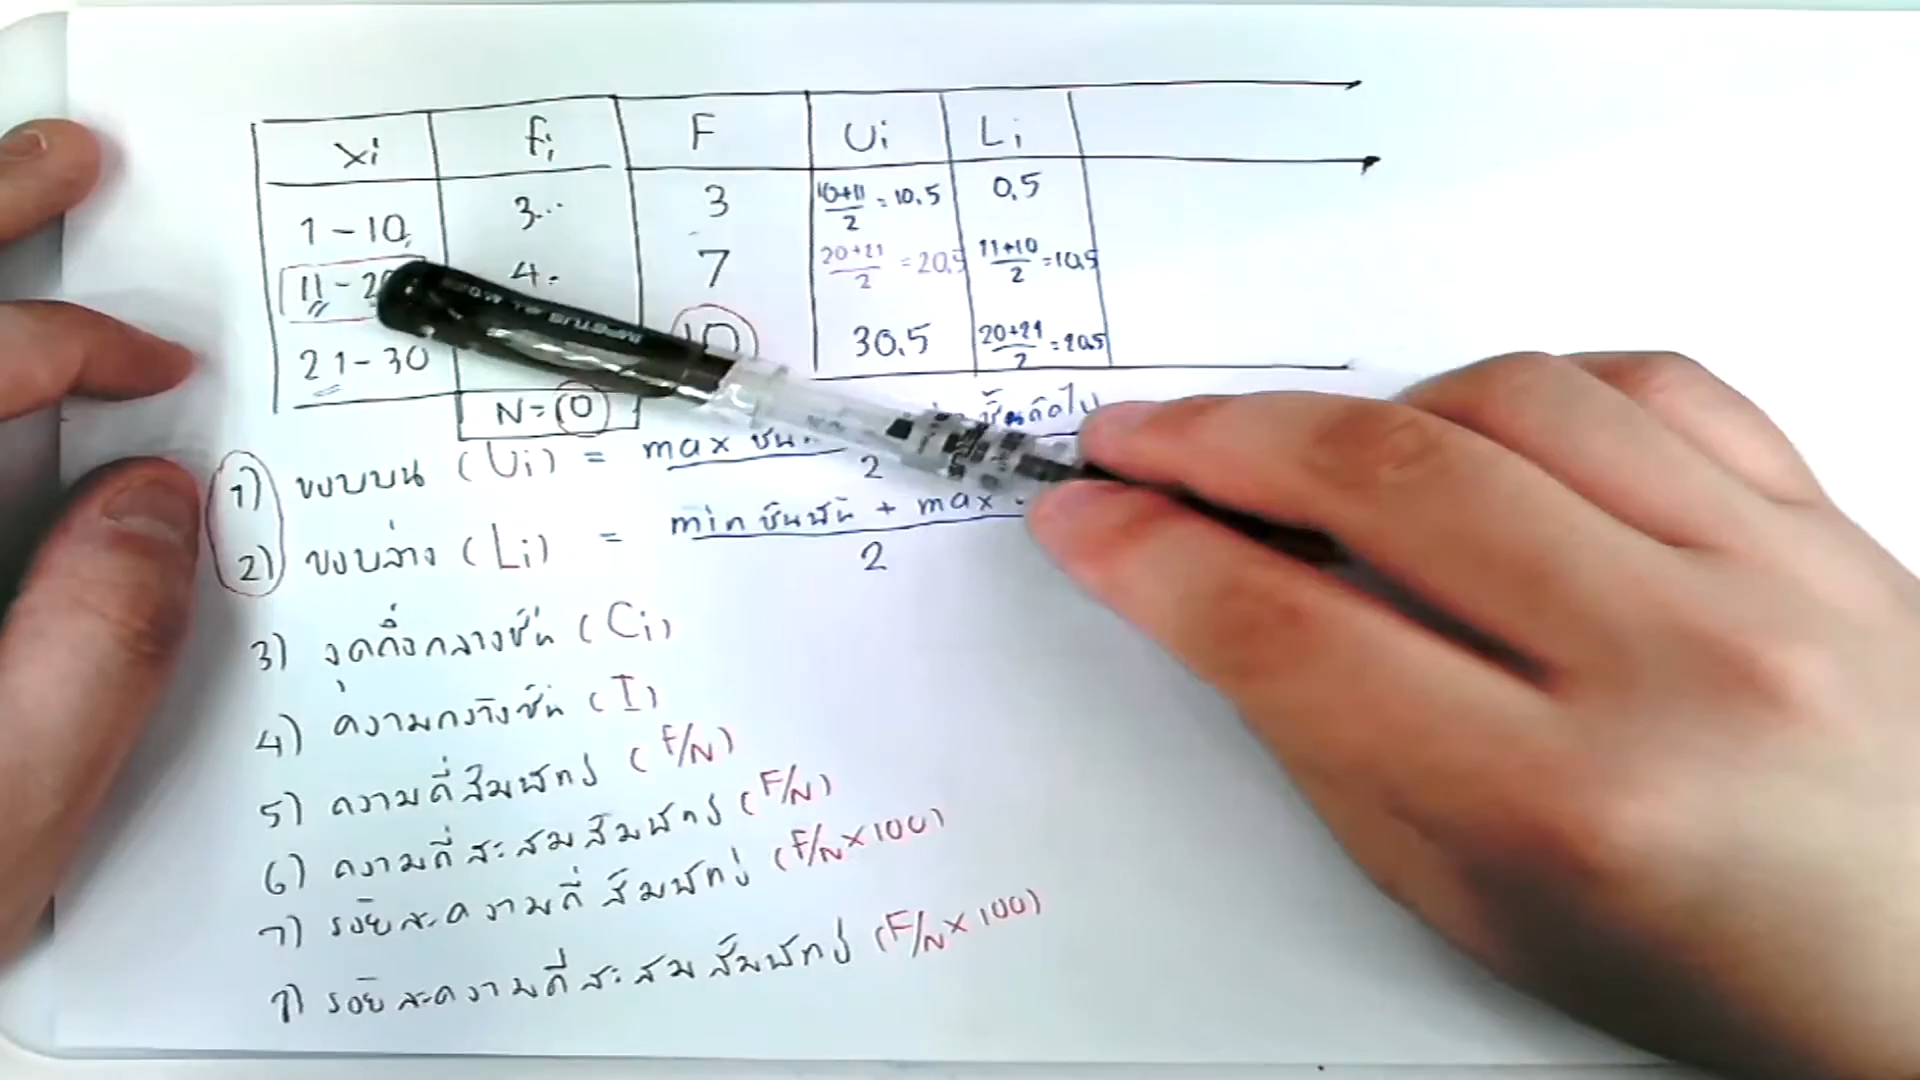 Xi fi F Ui Li
1-10 3... 3 10+11/2 = 10.5 0.5
11-2 4. 7 20+21/2 = 20.5 11+10/2 = 10.5
21-30 10 30.5 20+21/2 = 20.5
N=10
1) ขอบบน (Ui) = max ชั้น 2 ชั้นถัดไป
2) ขอบล่าง (Li) = min ชั้นนั้น + max 2
3) จุดกึ่งกลางชั้น (Ci)
4) ความกว้างชั้น (I)
5) ความถี่สัมพัทธ์ (F/N)
6) ความถี่สะสมสัมพัทธ์ (F/N)
7) ร้อยละความถี่สัมพัทธ์ (F/N×100)
8) ร้อยละความถี่สะสมสัมพัทธ์ (F/N×100)